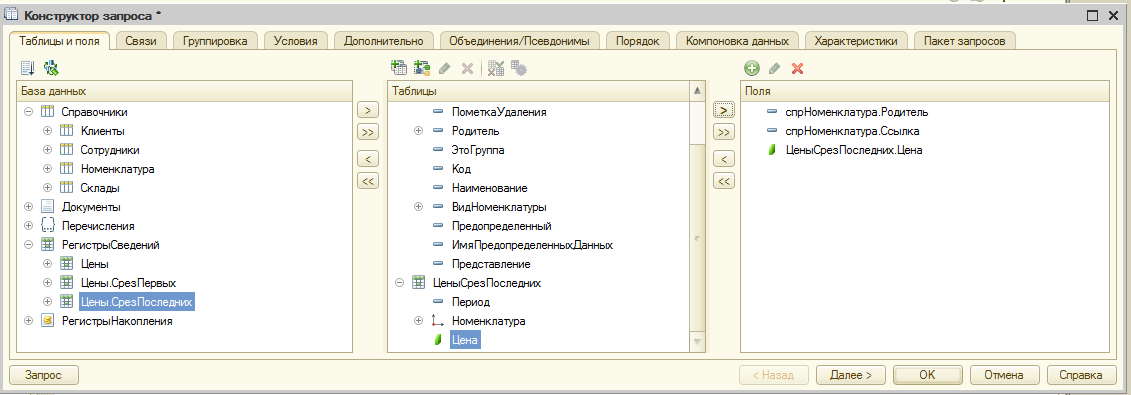 Конструктор запроса *
Таблицы и поля
Связи
Группировка
Условия
Дополнительно
Объединения/Псевдонимы
Порядок
Компоновка данных
Характеристики
Пакет запросов
База данных
Справочники
Клиенты
Сотрудники
Номенклатура
Склады
Документы
Перечисления
РегистрыСведений
Цены
Цены.СрезПервых
Цены.СрезПоследних
РегистрыНакопления
>
>>
<
<<
Таблицы
ПометкаУдаления
Родитель
ЭтоГруппа
Код
Наименование
ВидНоменклатуры
Предопределенный
ИмяПредопределенныхДанных
Представление
ЦеныСрезПоследних
Период
Номенклатура
Цена
>
>>
<
<<
Поля
спрНоменклатура.Родитель
спрНоменклатура.Ссылка
ЦеныСрезПоследних.Цена
Запрос
< Назад
Далее >
OK
Отмена
Справка